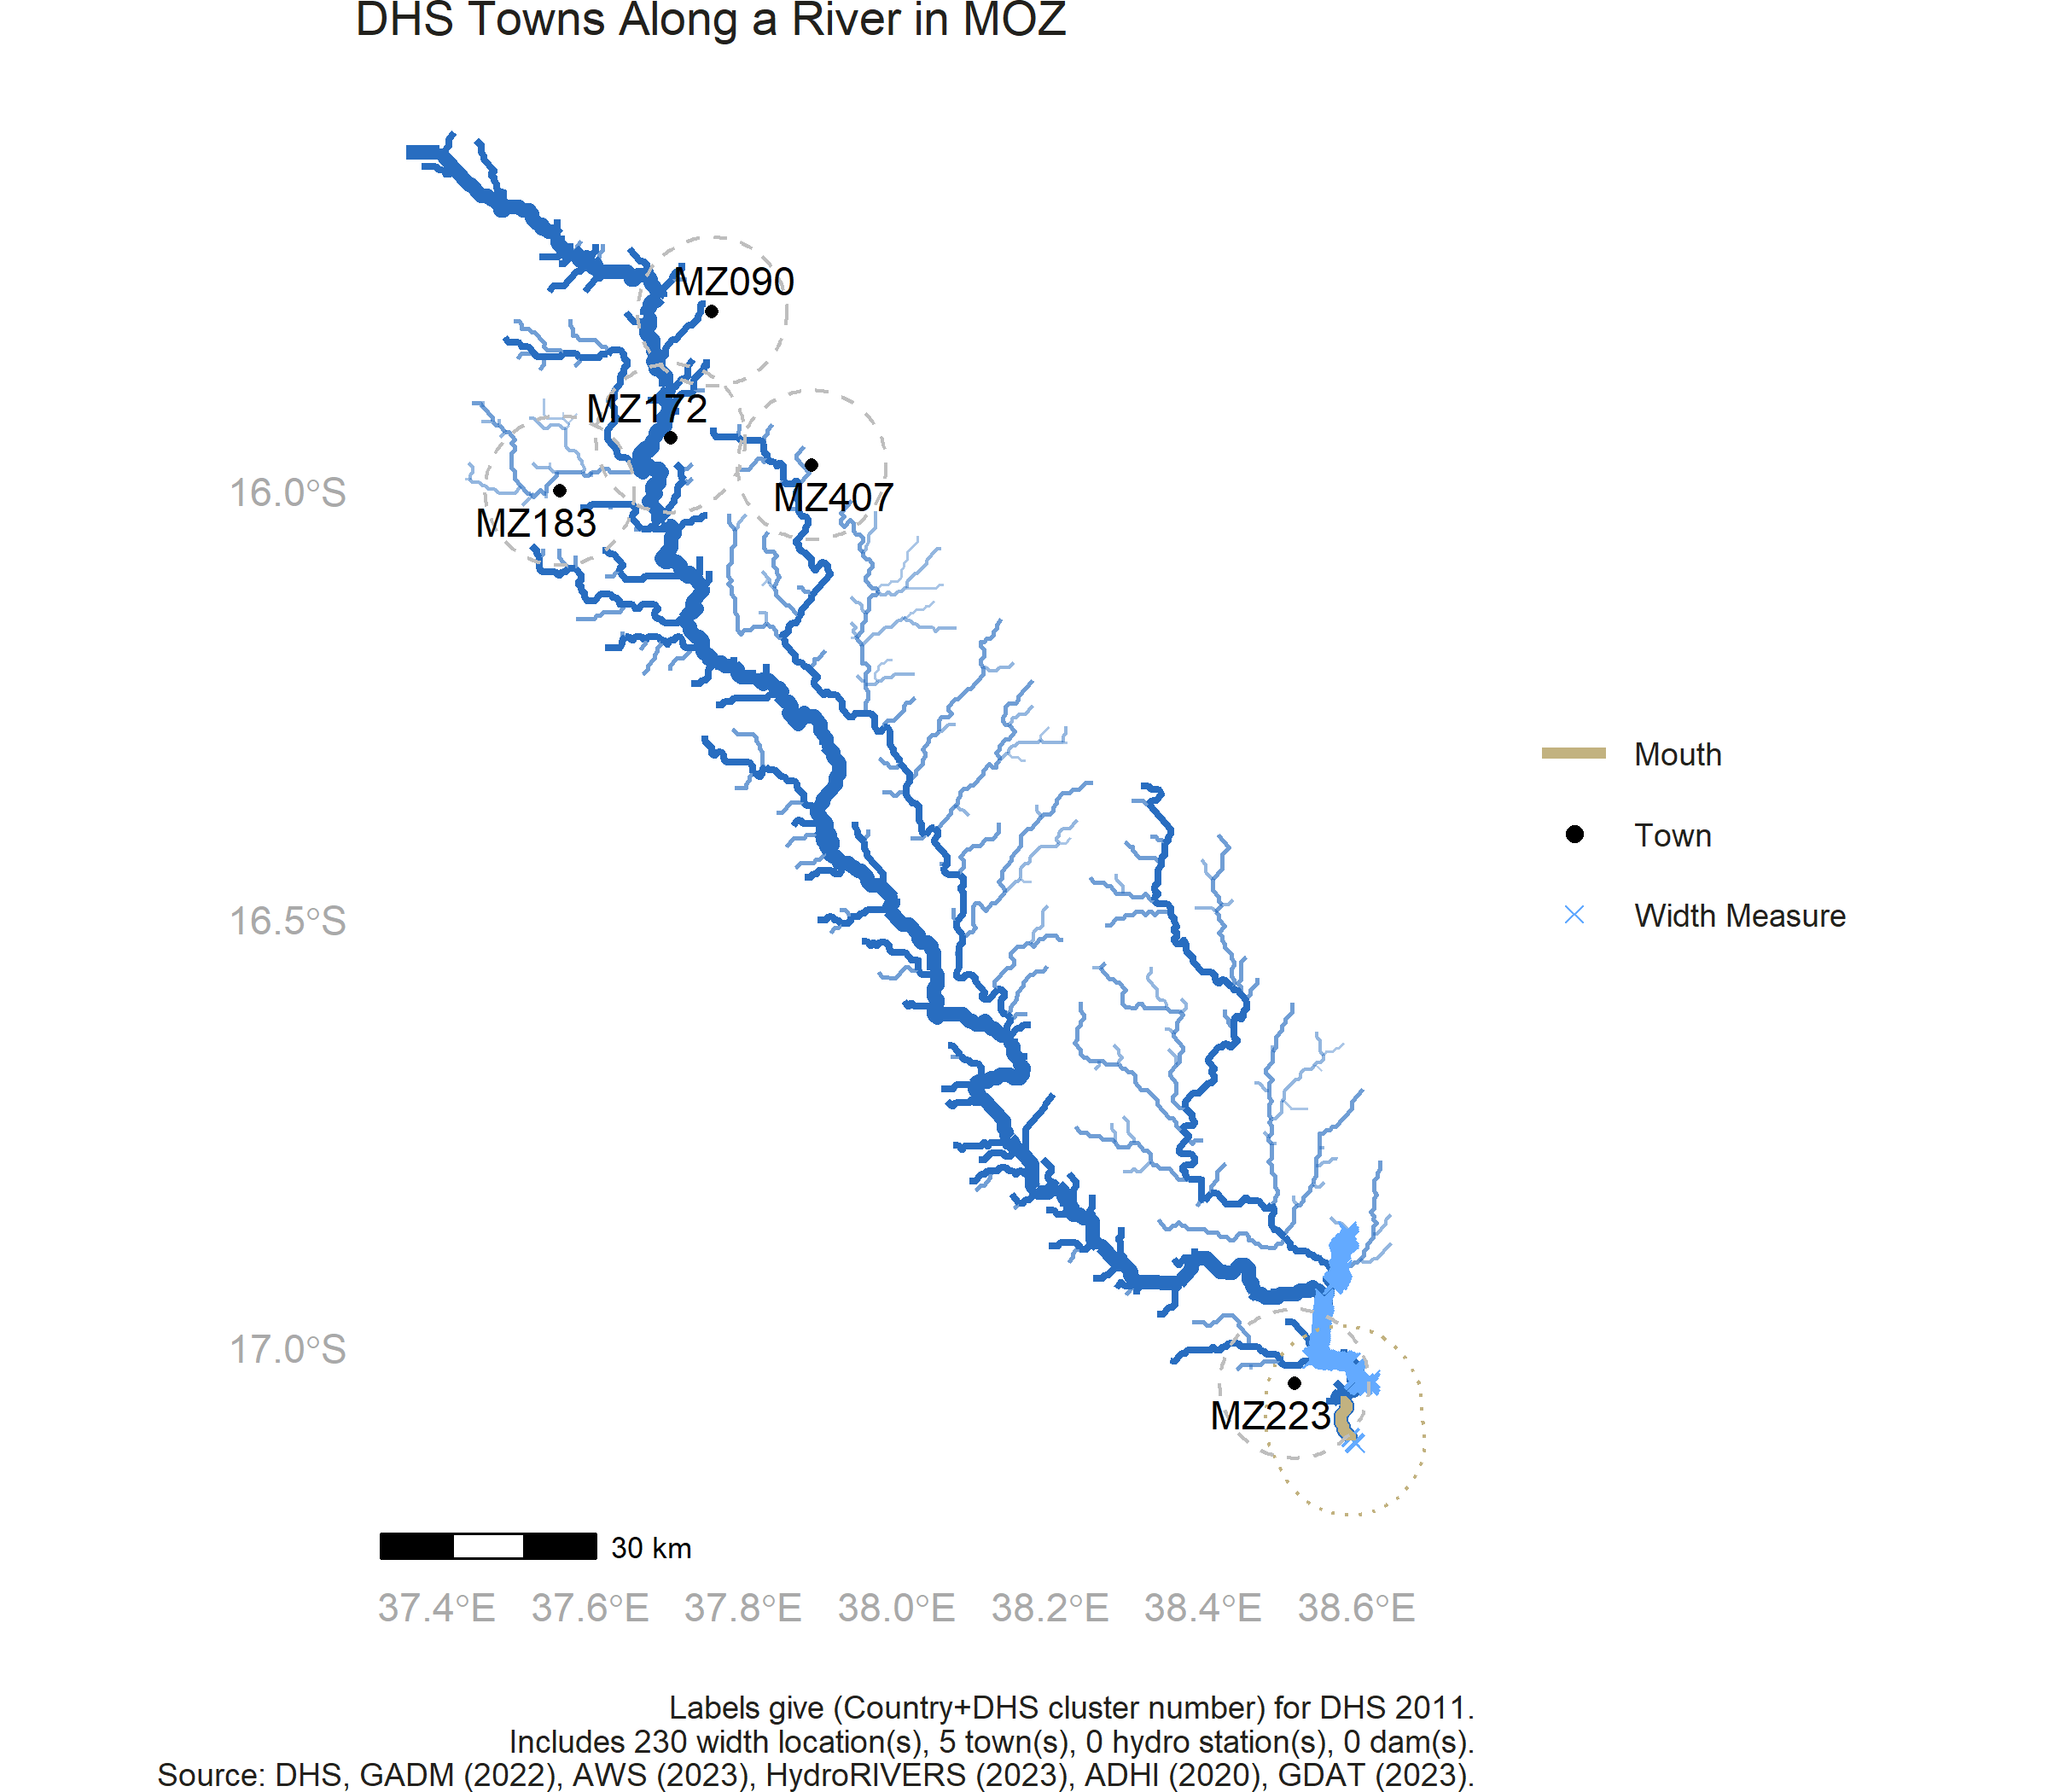 DHS Towns Along a River in MOZ
MZ090
MZ172
MZ407
MZ183
MZ223
16.0°S
16.5°S
17.0°S
Mouth
Town
Width Measure
30 km
37.4°E 37.6°E 37.8°E 38.0°E 38.2°E 38.4°E 38.6°E
Labels give (Country+DHS cluster number) for DHS 2011.
Includes 230 width location(s), 5 town(s), 0 hydro station(s), 0 dam(s).
Source: DHS, GADM (2022), AWS (2023), HydroRIVERS (2023), ADHI (2020), GDAT (2023).